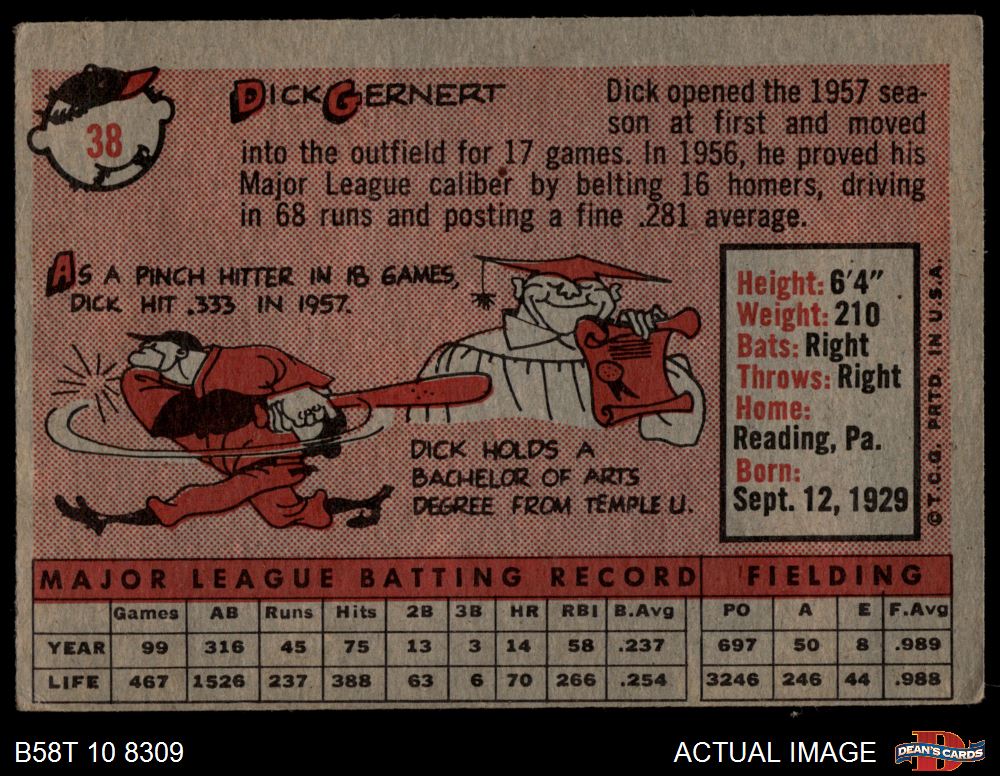 38
DICK GERNERT
Dick opened the 1957 sea-
son at first and moved
into the outfield for 17 games. In 1956, he proved his
Major League caliber by belting 16 homers, driving
in 68 runs and posting a fine .281 average.
AS A PINCH HITTER IN 18 GAMES,
DICK HIT .333 IN 1957.
DICK HOLDS A
BACHELOR OF ARTS
DEGREE FROM TEMPLE U.
Height: 6'4"
Weight: 210
Bats: Right
Throws: Right
Home:
Reading, Pa.
Born:
Sept. 12, 1929
© T.C.G. PRTD. IN U.S.A.
MAJOR LEAGUE BATTING RECORD FIELDING
Games AB Runs Hits 2B 3B HR RBI B.Avg PO A E F.Avg
YEAR 99 316 45 75 13 3 14 58 .237 697 50 8 .989
LIFE 467 1526 237 388 63 6 70 266 .254 3246 246 44 .988
B58T 10 8309 ACTUAL IMAGE DEAN'S CARDS